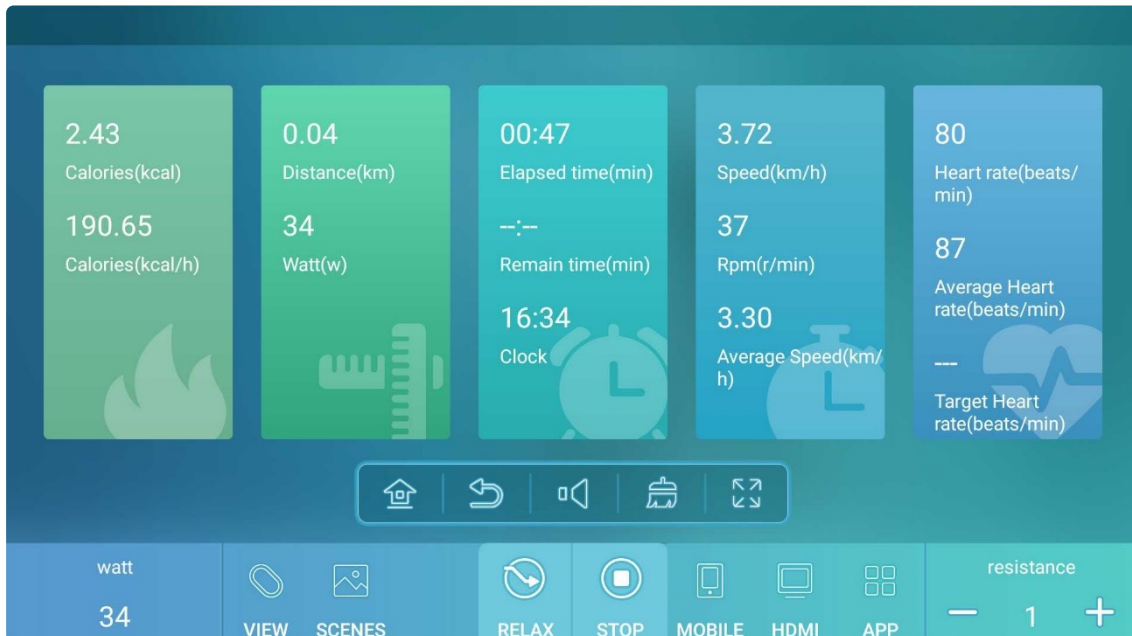 2.43
Calories(kcal)
190.65
Calories(kcal/h)
0.04
Distance(km)
34
Watt(w)
00:47
Elapsed time(min)
--:--
Remain time(min)
16:34
Clock
3.72
Speed(km/h)
37
Rpm(r/min)
3.30
Average Speed(km/
h)
80
Heart rate(beats/
min)
87
Average Heart
rate(beats/min)
---
Target Heart
rate(beats/min)
watt
34
VIEW
SCENES
RELAX
STOP
MOBILE
HDMI
APP
resistance
— 1 +